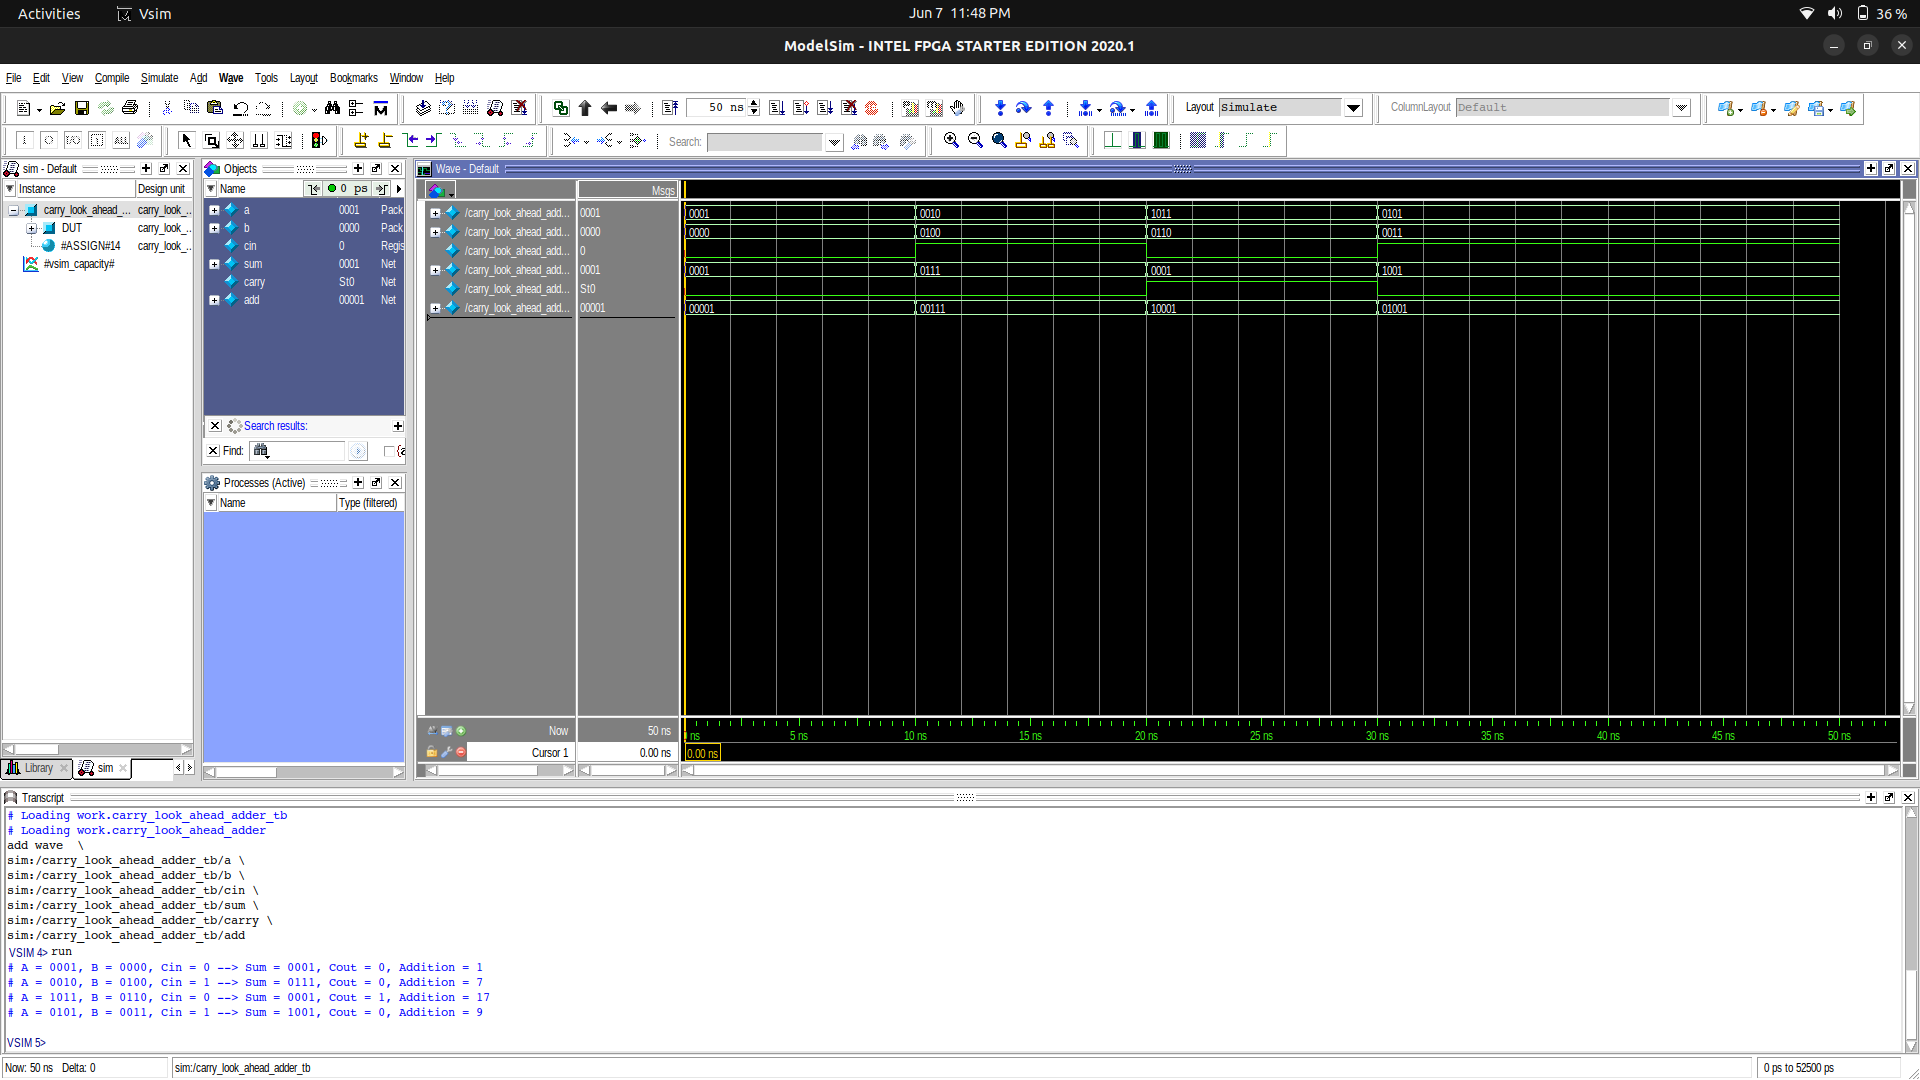 Activities
Vsim
Jun 7 11:48 PM
36 %
ModelSim - INTEL FPGA STARTER EDITION 2020.1
File Edit View Compile Simulate Add Wave Tools Layout Bookmarks Window Help
50 ns
Layout Simulate
ColumnLayout Default
Search:
sim - Default
Instance Design unit
carry_look_ahead_... carry_look_..
DUT carry_look_..
#ASSIGN#14 carry_look_..
#vsim_capacity#
Library
sim
Objects
Name 0 ps
a 0001 Pack
b 0000 Pack
cin 0 Regis
sum 0001 Net
carry St0 Net
add 00001 Net
Search results:
Find:
Processes (Active)
Name Type (filtered)
Wave - Default
Msgs
/carry_look_ahead_add... 0001 0001 0010 1011 0101
/carry_look_ahead_add... 0000 0000 0100 0110 0011
/carry_look_ahead_add... 0
/carry_look_ahead_add... 0001 0001 0111 0001 1001
/carry_look_ahead_add... St0
/carry_look_ahead_add... 00001 00001 00111 10001 01001
Now 50 ns
ns 5 ns 10 ns 15 ns 20 ns 25 ns 30 ns 35 ns 40 ns 45 ns 50 ns
Cursor 1 0.00 ns 0.00 ns
Transcript
# Loading work.carry_look_ahead_adder_tb
# Loading work.carry_look_ahead_adder
add wave \
sim:/carry_look_ahead_adder_tb/a \
sim:/carry_look_ahead_adder_tb/b \
sim:/carry_look_ahead_adder_tb/cin \
sim:/carry_look_ahead_adder_tb/sum \
sim:/carry_look_ahead_adder_tb/carry \
sim:/carry_look_ahead_adder_tb/add
VSIM 4> run
# A = 0001, B = 0000, Cin = 0 --> Sum = 0001, Cout = 0, Addition = 1
# A = 0010, B = 0100, Cin = 1 --> Sum = 0111, Cout = 0, Addition = 7
# A = 1011, B = 0110, Cin = 0 --> Sum = 0001, Cout = 1, Addition = 17
# A = 0101, B = 0011, Cin = 1 --> Sum = 1001, Cout = 0, Addition = 9
VSIM 5>
Now: 50 ns Delta: 0
sim:/carry_look_ahead_adder_tb
0 ps to 52500 ps